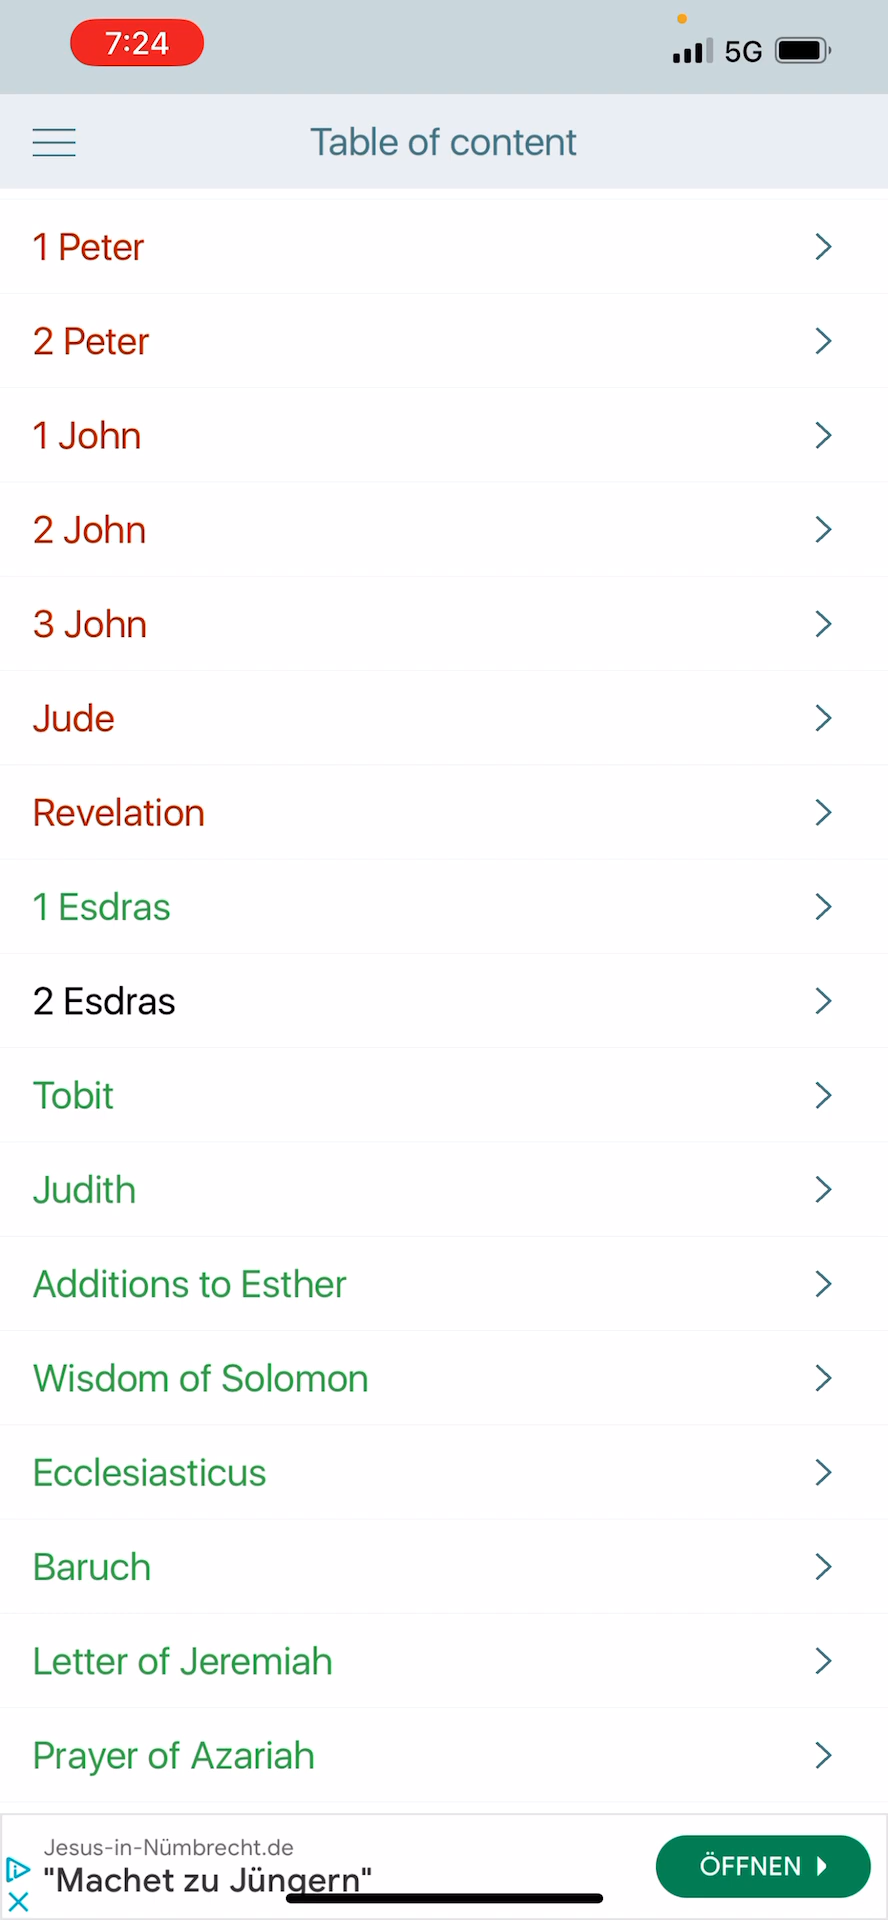 7:24
5G
Table of content
1 Peter
2 Peter
1 John
2 John
3 John
Jude
Revelation
1 Esdras
2 Esdras
Tobit
Judith
Additions to Esther
Wisdom of Solomon
Ecclesiasticus
Baruch
Letter of Jeremiah
Prayer of Azariah
Jesus-in-Nümbrecht.de
"Machet zu Jüngern"
ÖFFNEN